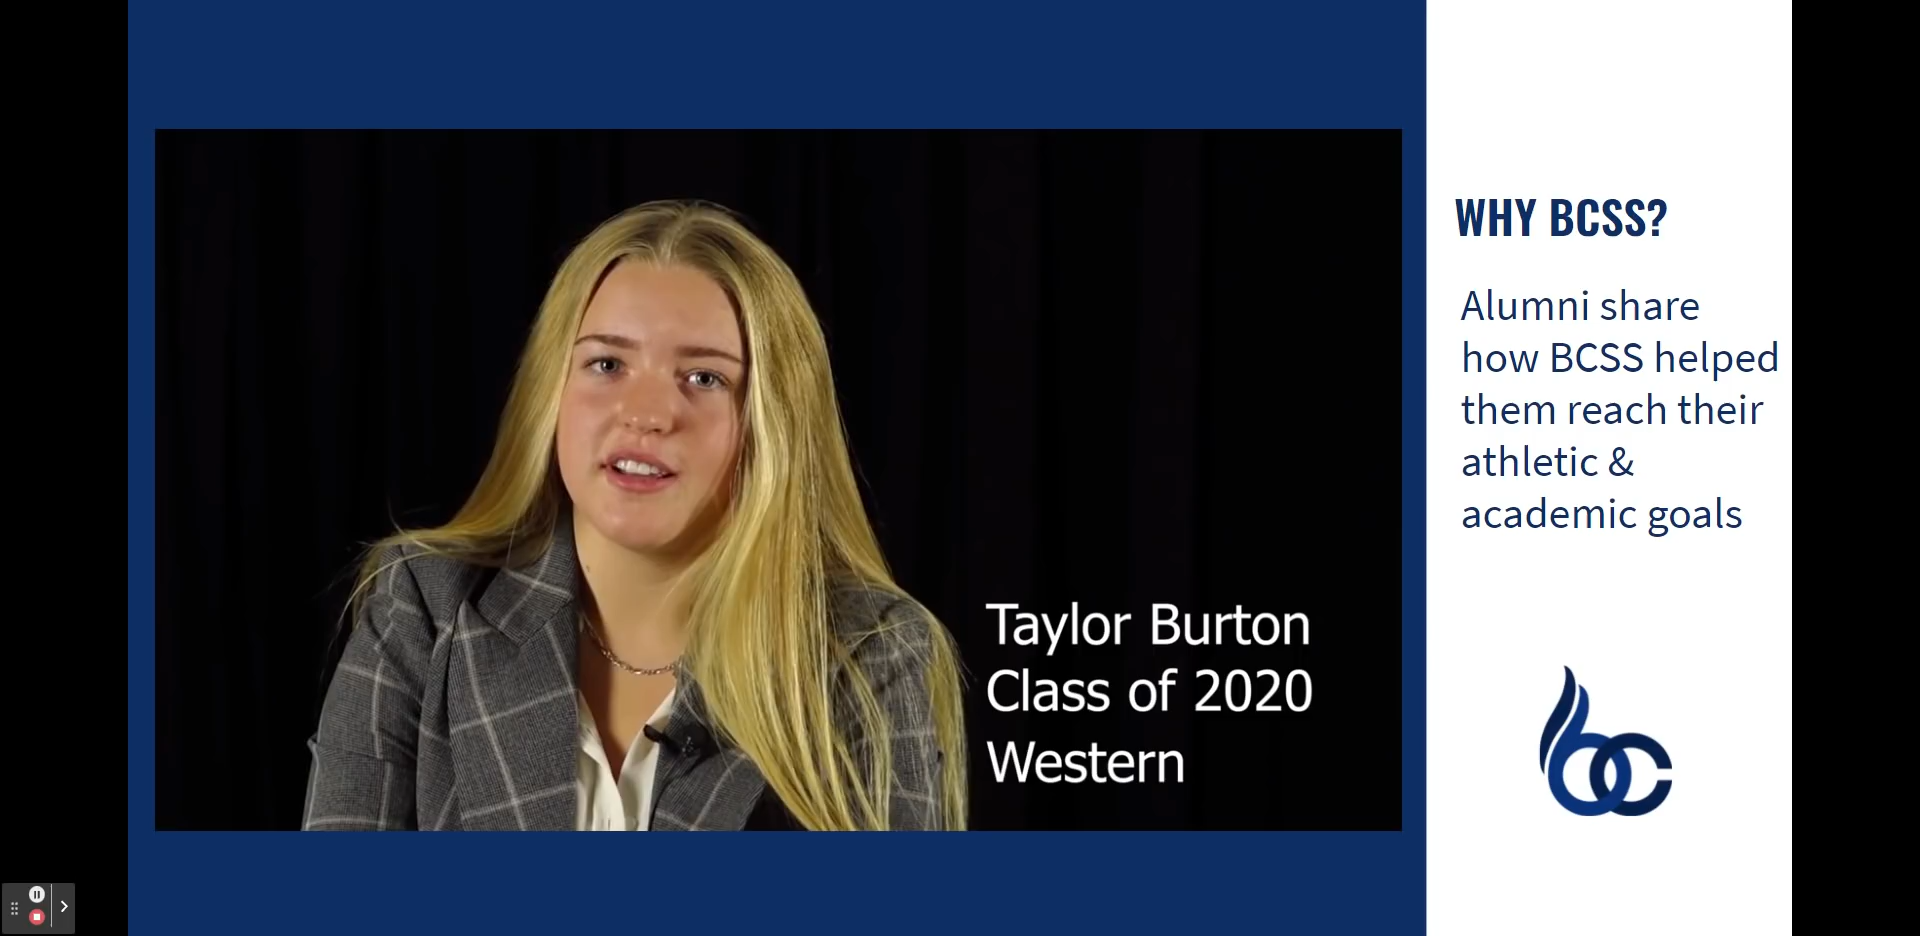 WHY BCSS?
Alumni share
how BCSS helped
them reach their
athletic &
academic goals
Taylor Burton
Class of 2020
Western
bc